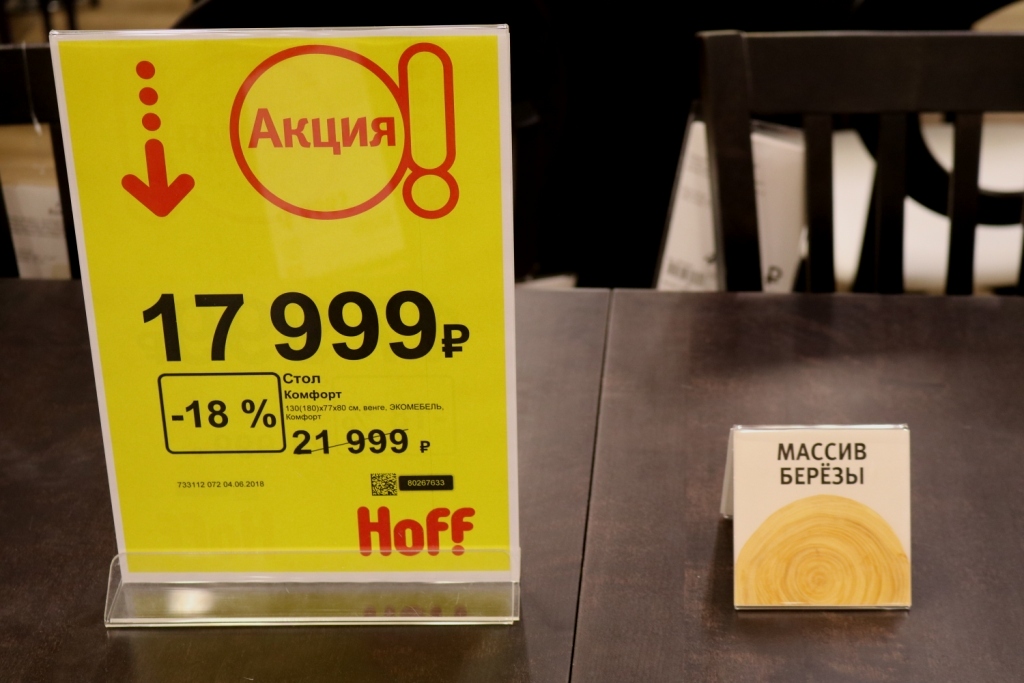 Акция
17 999 ₽
-18 %
Стол
Комфорт
130(180)x77x80 см, венге, ЭКОМЕБЕЛЬ,
Комфорт
21 999 ₽
733112 072 04.06.2018
80267633
Hoff
МАССИВ
БЕРЁЗЫ